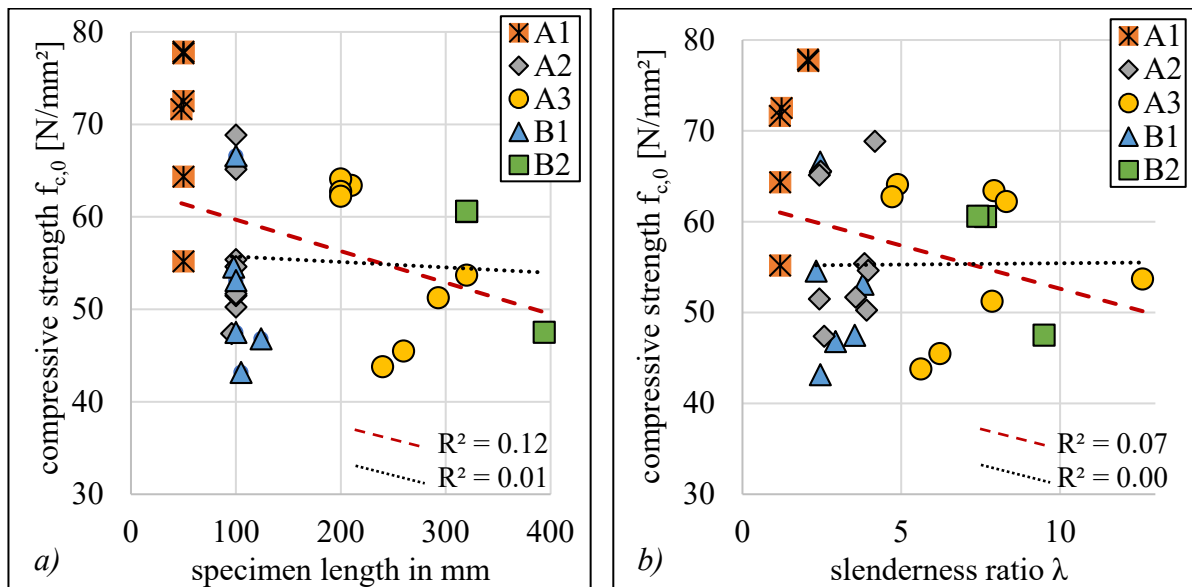 compressive strength f_c,0 [N/mm²]
80
70
60
50
40
30
A1
A2
A3
B1
B2
R² = 0.12
R² = 0.01
0
100
200
300
400
a)
specimen length in mm
compressive strength f_c,0 [N/mm²]
80
70
60
50
40
30
A1
A2
A3
B1
B2
R² = 0.07
R² = 0.00
0
5
10
b)
slenderness ratio λ